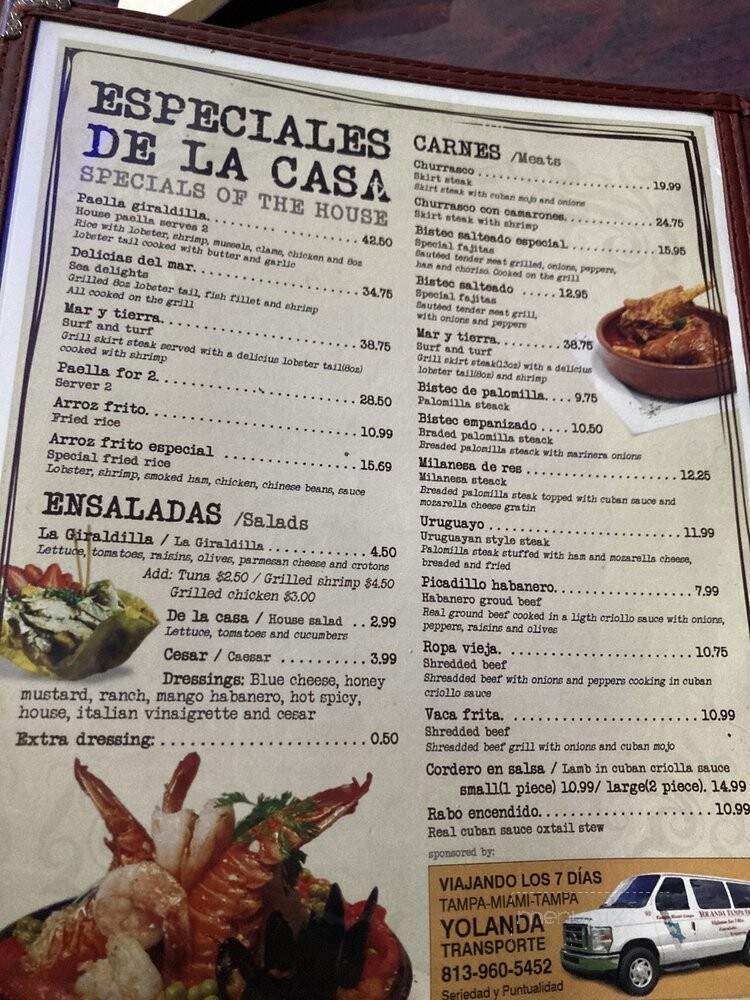 ESPECIALES
DE LA CASA
SPECIALS OF THE HOUSE
Paella giraldilla. . . . . . . . . . . . . . . . 42.50
House paella serves 2
Rice with lobster, shrimp, mussels, clams, chicken and 8oz
lobster tail cooked with butter and garlic
Delicias del mar. . . . . . . . . . . . . . . . 34.75
Sea delights
Grilled 8oz lobster tail, fish fillet and shrimp
All cooked on the grill
Mar y tierra. . . . . . . . . . . . . . . . . . . . 38.75
Surf and turf
Grill skirt steak served with a delicius lobster tail(8oz)
cooked with shrimp
Paella for 2. . . . . . . . . . . . . . . . . . . . 28.50
Server 2
Arroz frito. . . . . . . . . . . . . . . . . . . . . 10.99
Fried rice
Arroz frito especial . . . . . . . . . . . . . . 15.69
Special fried rice
Lobster, shrimp, smoked ham, chicken, chinese beans, sauce
ENSALADAS /Salads
La Giraldilla / La Giraldilla . . . . . . . . . . . 4.50
Lettuce, tomatoes, raisins, olives, parmesan cheese and crotons
Add: Tuna $2.50 / Grilled shrimp $4.50
Grilled chicken $3.00
De la casa / House salad . . 2.99
Lettuce, tomatoes and cucumbers
Cesar / Caesar . . . . . . . . . . 3.99
Dressings: Blue cheese, honey
mustard, ranch, mango habanero, hot spicy,
house, italian vinaigrette and cesar
Extra dressing: . . . . . . . . . . . . . . . . . . . . . 0.50
CARNES /Meats
Churrasco . . . . . . . . . . . . . . . . . . . . . . 19.99
Skirt steak
Skirt steak with cuban mojo and onions
Churrasco con camarones. . . . . . . . . . . 24.75
Skirt steak with shrimp
Bistec salteado especial. . . . . . . . . . . 15.95
Special fajitas
Sautéed tender meat grilled, onions, peppers,
ham and choriso. Cooked on the grill
Bistec salteado . . . . . 12.95
Special fajitas
Sautéed tender meat grill,
with onions and peppers
Mar y tierra. . . . . . . . . 38.75
Surf and turf
Grill skirt steak(13oz) with a delicius
lobster tail(8oz) and shrimp
Bistec de palomilla. . . . 9.75
Palomilla steack
Bistec empanizado . . . . 10.50
Braded palomilla steack
Breaded palomilla steack with marinera onions
Milanesa de res . . . . . . . . . . . . . . . . . . . 12.25
Milanesa steack
Breaded palomilla steak topped with cuban sauce and
mozarella cheese gratin
Uruguayo . . . . . . . . . . . . . . . . . . . . . . . . 11.99
Uruguayan style steak
Palomilla steak stuffed with ham and mozarella cheese,
breaded and fried
Picadillo habanero. . . . . . . . . . . . . . . . . 7.99
Habanero groud beef
Real ground beef cooked in a ligth criollo sauce with onions,
peppers, raisins and olives
Ropa vieja. . . . . . . . . . . . . . . . . . . . . . . 10.75
Shredded beef
Shreadded beef with onions and peppers cooking in cuban
criollo sauce
Vaca frita. . . . . . . . . . . . . . . . . . . . . . . 10.99
Shredded beef
Shreadded beef grill with onions and cuban mojo
Cordero en salsa / Lamb in cuban criolla sauce
small(1 piece) 10.99/ large(2 piece). 14.99
Rabo encendido. . . . . . . . . . . . . . . . . . . 10.99
Real cuban sauce oxtail stew
sponsored by:
VIAJANDO LOS 7 DÍAS
TAMPA-MIAMI-TAMPA
YOLANDA
TRANSPORTE
813-960-5452
Seriedad y Puntualidad
YOLANDA TAMPA